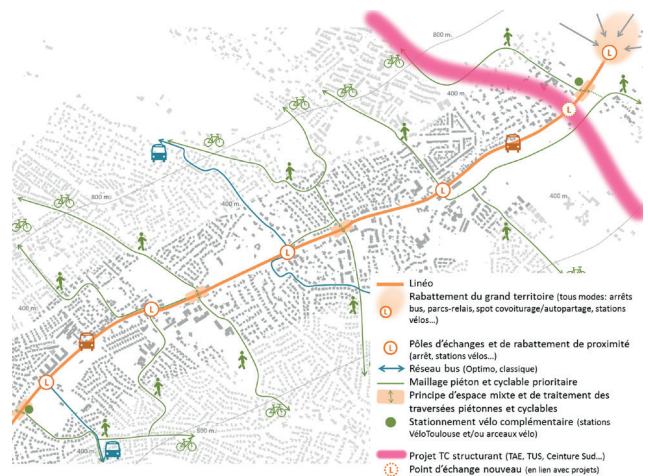 800 m.
400 m.
L
L
400 m.
800 m.
400 m.
L
400 m.
800 m.
400 m.
L
L
400 m.
L
Linéo
L
Rabattement du grand territoire (tous modes: arrêts
bus, parcs-relais, spot covoiturage/autopartage, stations
vélos...)
L
Pôles d'échanges et de rabattement de proximité
(arrêt, stations vélos...)
Réseau bus (Optimo, classique)
Maillage piéton et cyclable prioritaire
Principe d'espace mixte et de traitement des
traversées piétonnes et cyclables
Stationnement vélo complémentaire (stations
VéloToulouse et/ou arceaux vélo)
Projet TC structurant (TAE, TUS, Ceinture Sud...)
L
Point d'échange nouveau (en lien avec projets)